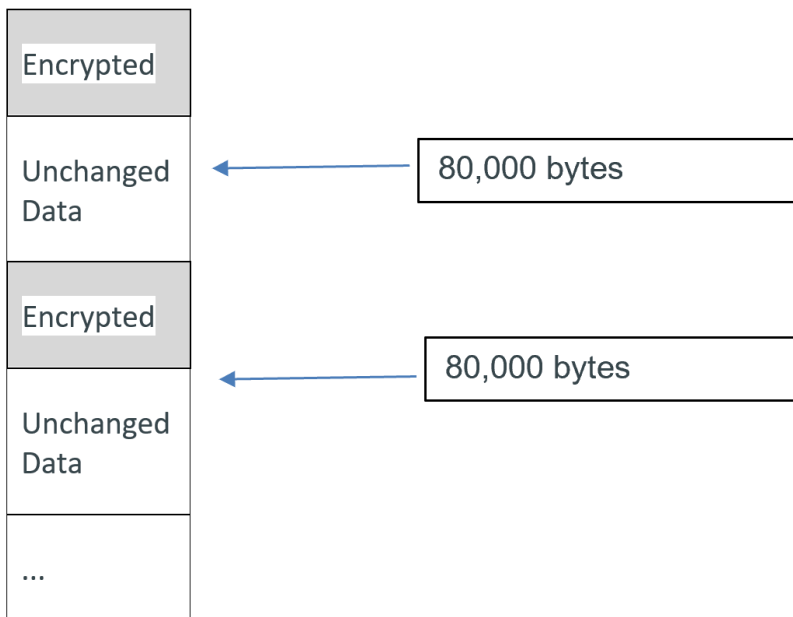 Encrypted
Unchanged
Data
80,000 bytes
Encrypted
80,000 bytes
Unchanged
Data
...